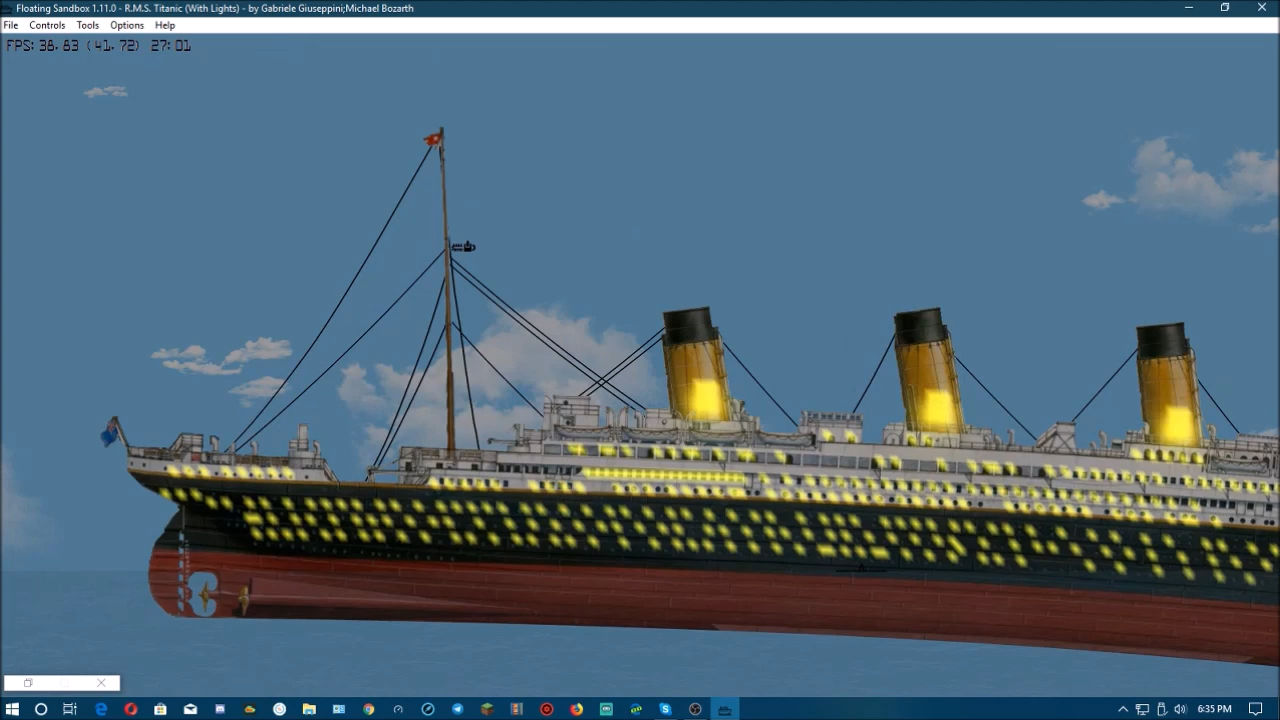 Floating Sandbox 1.11.0 - R.M.S. Titanic (With Lights) - by Gabriele Giuseppini;Michael Bozarth
File Controls Tools Options Help
FPS: 38.83 (41.72) 27:01
6:35 PM